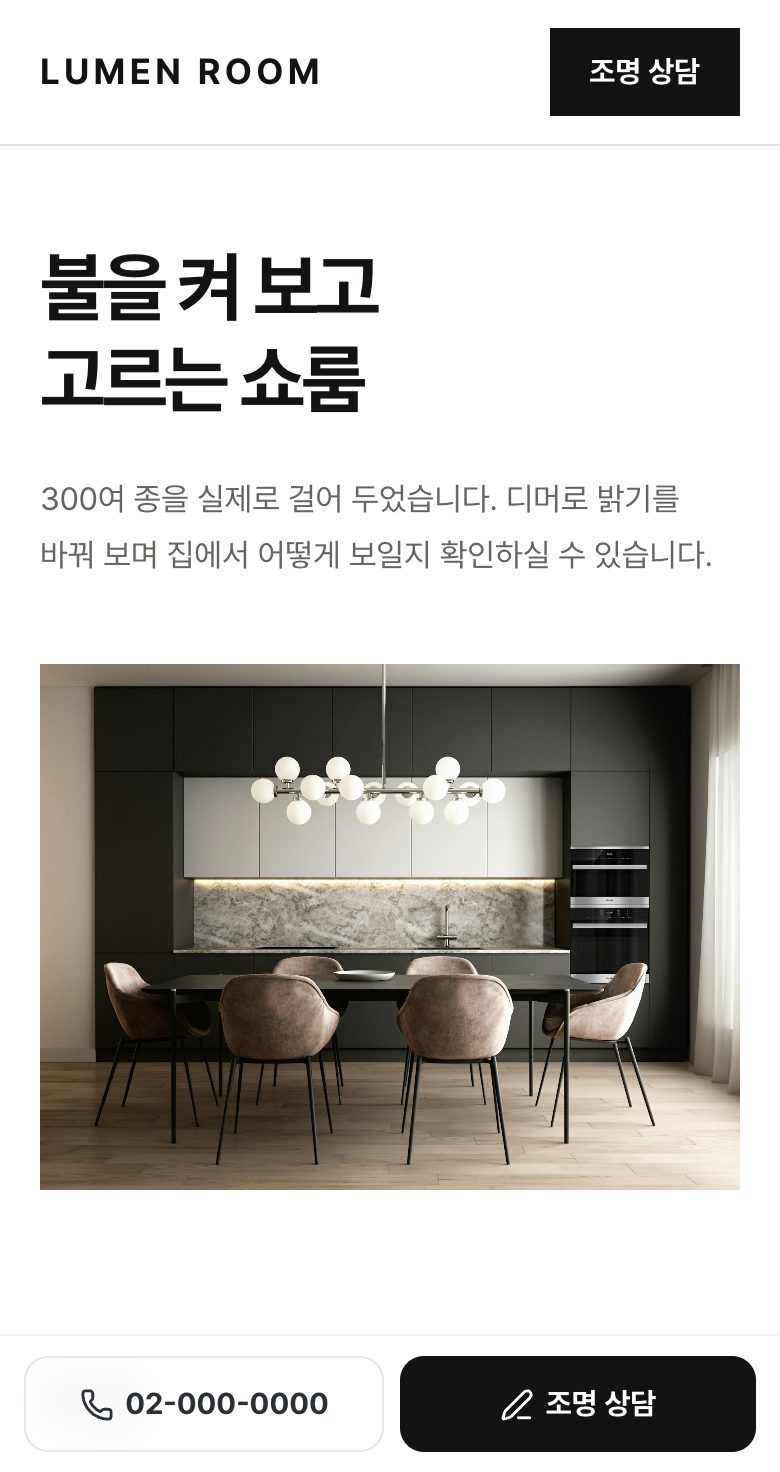 LUMEN ROOM
조명 상담
불을 켜 보고
고르는 쇼룸
300여 종을 실제로 걸어 두었습니다. 디머로 밝기를
바꿔 보며 집에서 어떻게 보일지 확인하실 수 있습니다.
02-000-0000
조명 상담